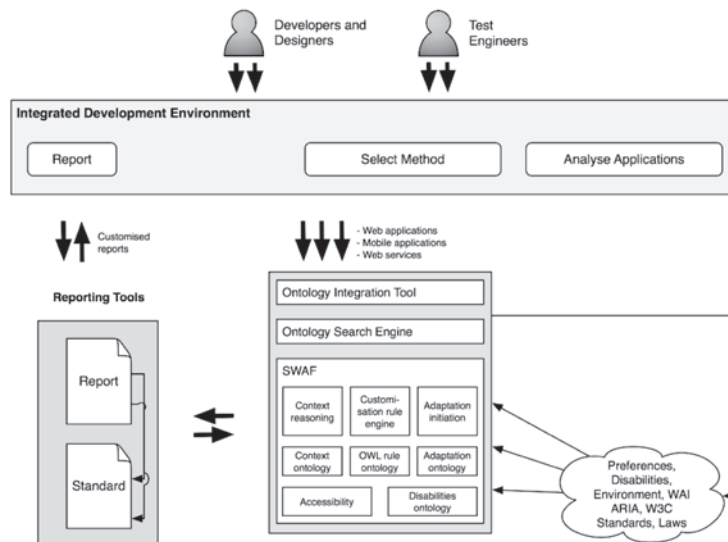 Developers and
Designers
Test
Engineers
Integrated Development Environment
Report
Select Method
Analyse Applications
Customised
reports
- Web applications
- Mobile applications
- Web services
Reporting Tools
Report
Standard
Ontology Integration Tool
Ontology Search Engine
SWAF
Context
reasoning
Customi-
sation rule
engine
Adaptation
initiation
Context
ontology
OWL rule
ontology
Adaptation
ontology
Accessibility
Disabilities
ontology
Preferences,
Disabilities,
Environment, WAI
ARIA, W3C
Standards, Laws